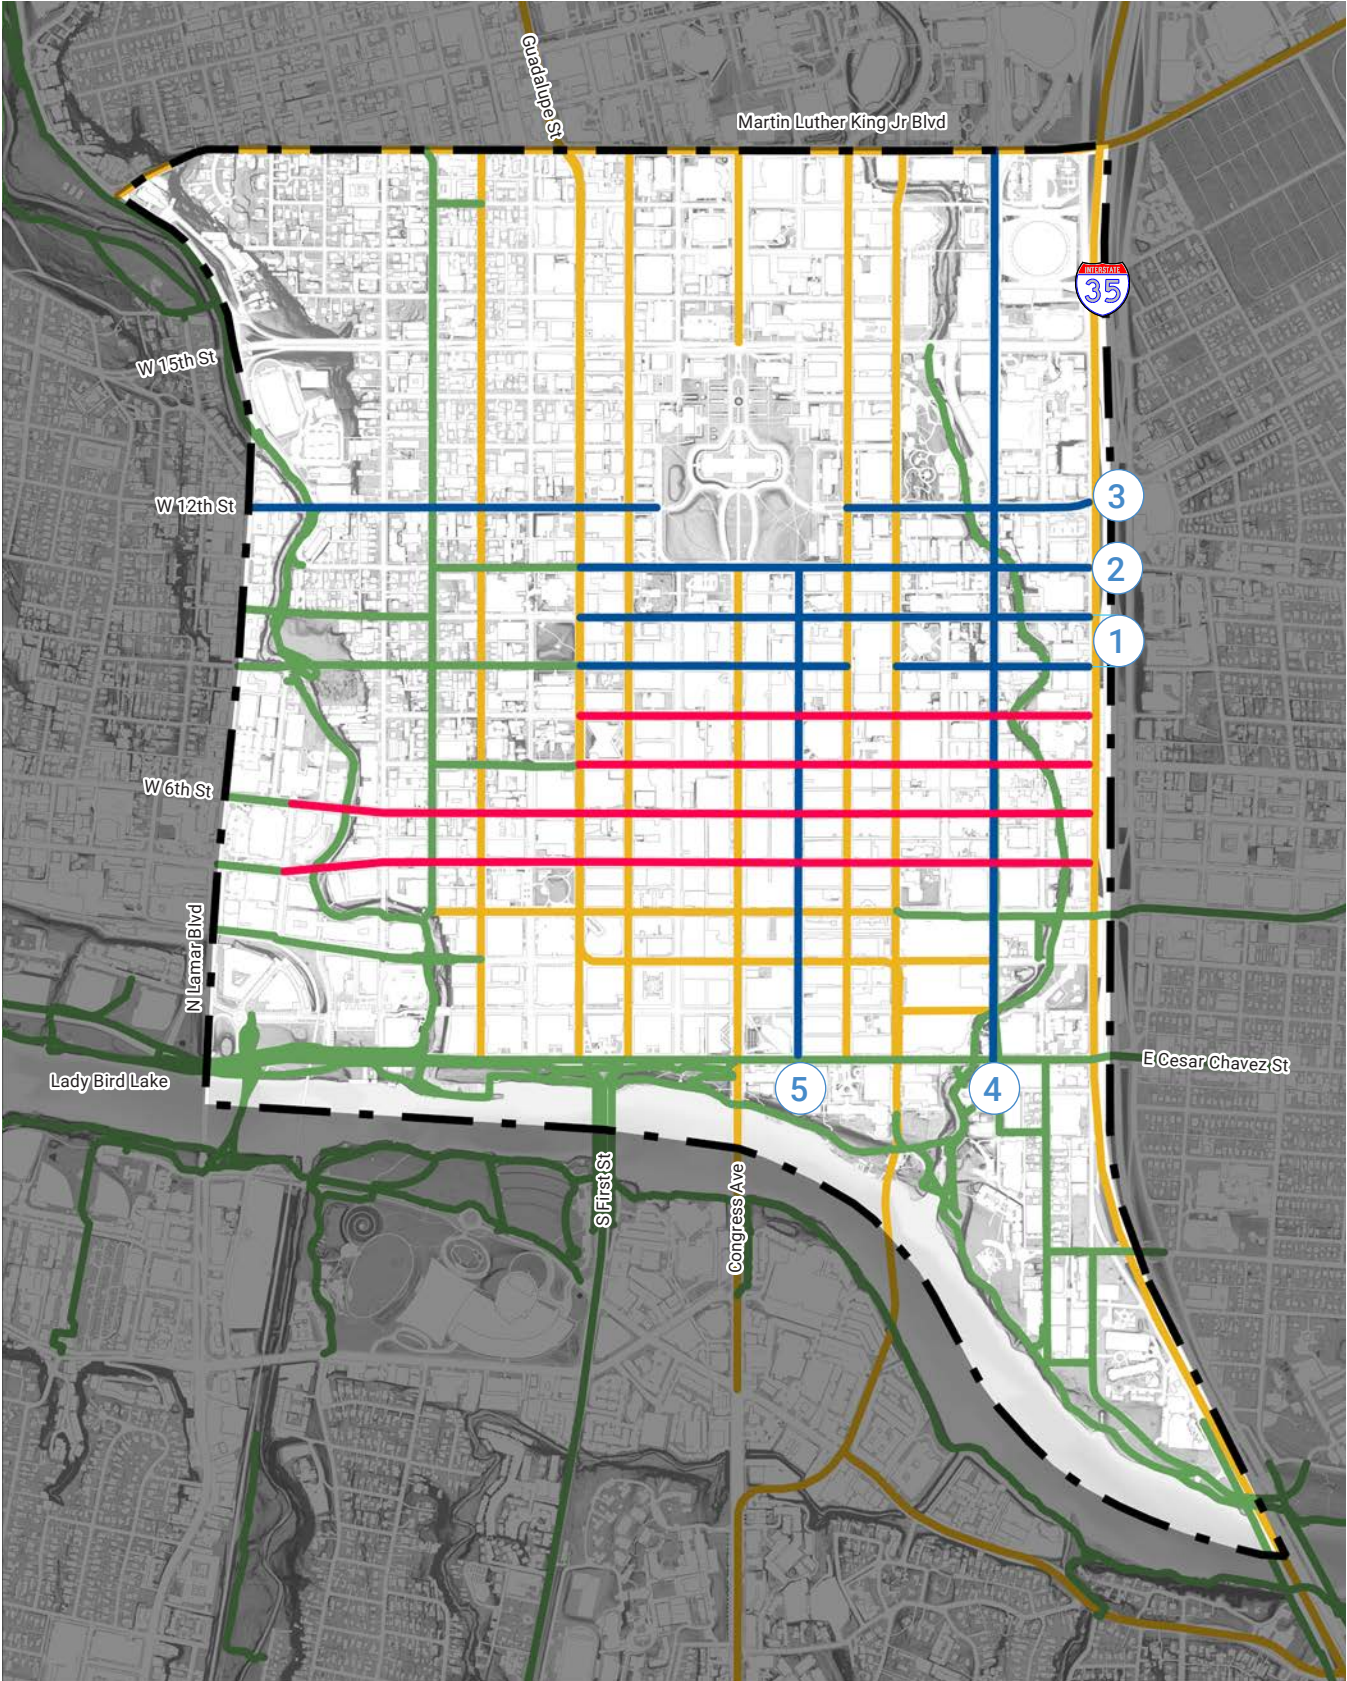 Guadalupe St
Martin Luther King Jr Blvd
INTERSTATE
35
W 15th St
W 12th St
3
2
1
W 6th St
N Lamar Blvd
E Cesar Chavez St
Lady Bird Lake
5
4
S First St
Congress Ave